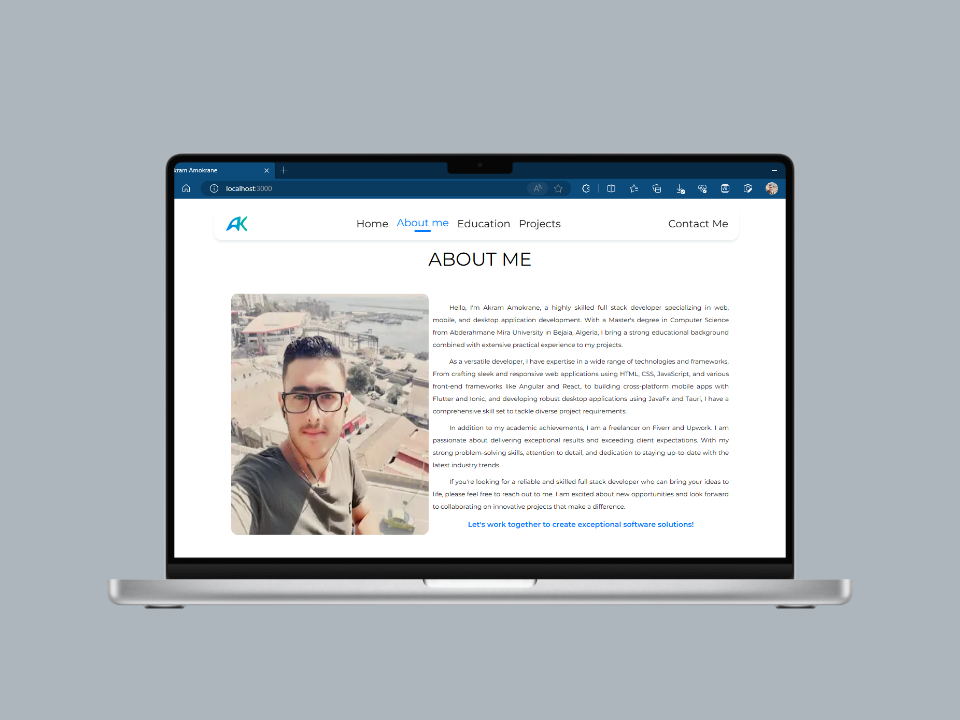 kram Amokrane
localhost:3000
AK
Home About me Education Projects Contact Me
ABOUT ME
Hello, I'm Akram Amokrane, a highly skilled full stack developer specializing in web,
mobile, and desktop application development. With a Master's degree in Computer Science
from Abderahmane Mira University in Bejaia, Algeria, I bring a strong educational background
combined with extensive practical experience to my projects.
As a versatile developer, I have expertise in a wide range of technologies and frameworks.
From crafting sleek and responsive web applications using HTML, CSS, JavaScript, and various
front-end frameworks like Angular and React, to building cross-platform mobile apps with
Flutter and Ionic, and developing robust desktop applications using JavaFx and Tauri, I have a
comprehensive skill set to tackle diverse project requirements.
In addition to my academic achievements, I am a freelancer on Fiverr and Upwork. I am
passionate about delivering exceptional results and exceeding client expectations. With my
strong problem-solving skills, attention to detail, and dedication to staying up-to-date with the
latest industry trends.
If you're looking for a reliable and skilled full stack developer who can bring your ideas to
life, please feel free to reach out to me. I am excited about new opportunities and look forward
to collaborating on innovative projects that make a difference.
Let's work together to create exceptional software solutions!